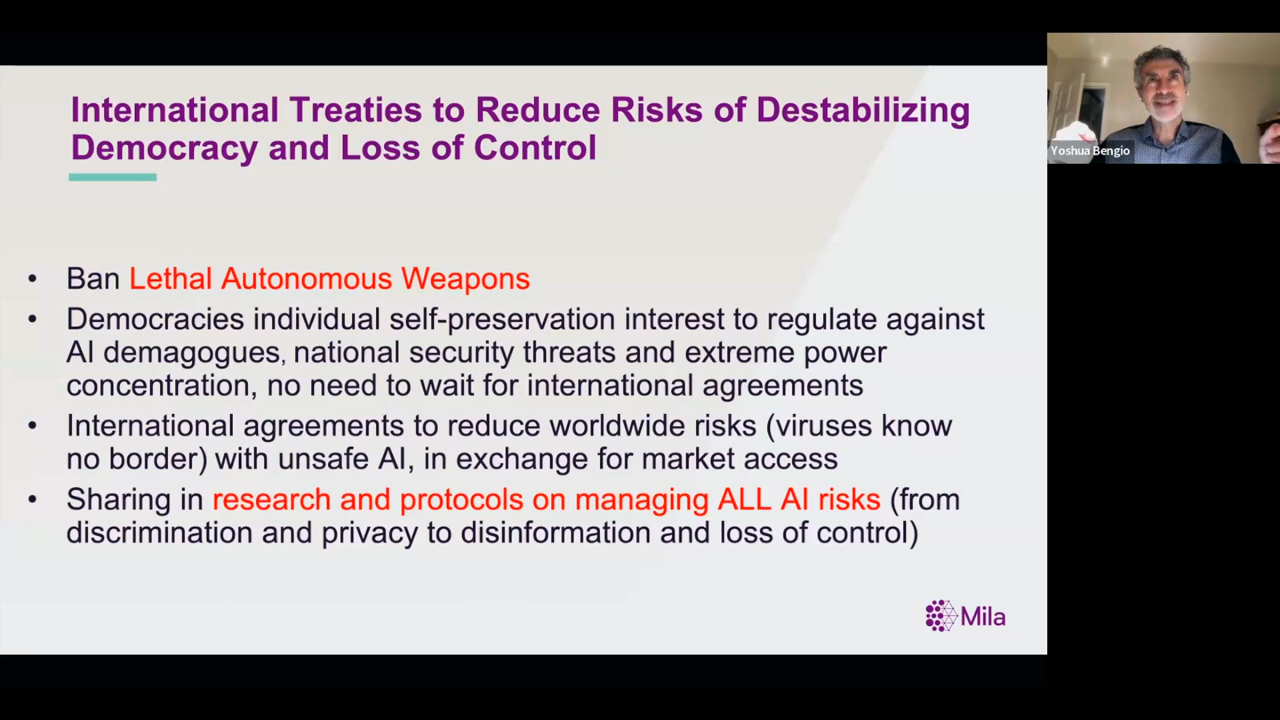 International Treaties to Reduce Risks of Destabilizing
Democracy and Loss of Control
• Ban Lethal Autonomous Weapons
• Democracies individual self-preservation interest to regulate against
AI demagogues, national security threats and extreme power
concentration, no need to wait for international agreements
• International agreements to reduce worldwide risks (viruses know
no border) with unsafe AI, in exchange for market access
• Sharing in research and protocols on managing ALL AI risks (from
discrimination and privacy to disinformation and loss of control)
Mila
Yoshua Bengio